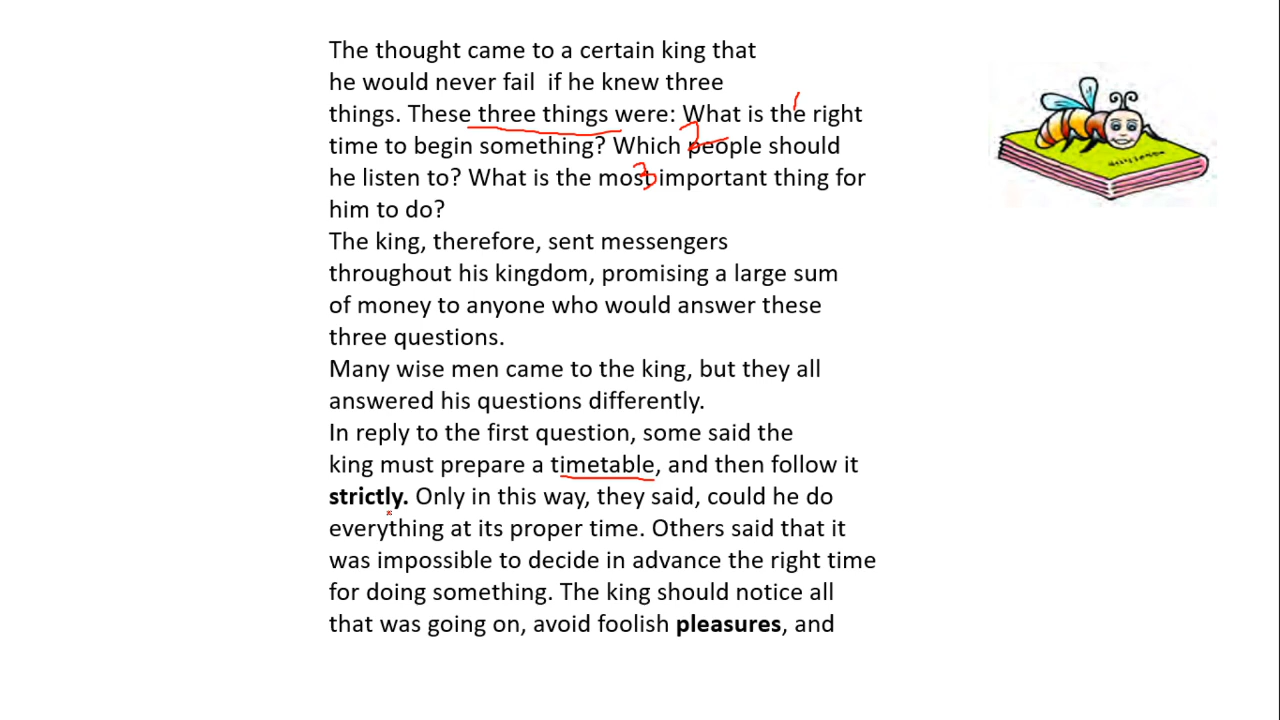 The thought came to a certain king that
he would never fail if he knew three
things. These three things were: What is the right
time to begin something? Which people should
he listen to? What is the most important thing for
him to do?
The king, therefore, sent messengers
throughout his kingdom, promising a large sum
of money to anyone who would answer these
three questions.
Many wise men came to the king, but they all
answered his questions differently.
In reply to the first question, some said the
king must prepare a timetable, and then follow it
strictly. Only in this way, they said, could he do
everything at its proper time. Others said that it
was impossible to decide in advance the right time
for doing something. The king should notice all
that was going on, avoid foolish pleasures, and
1
2
3